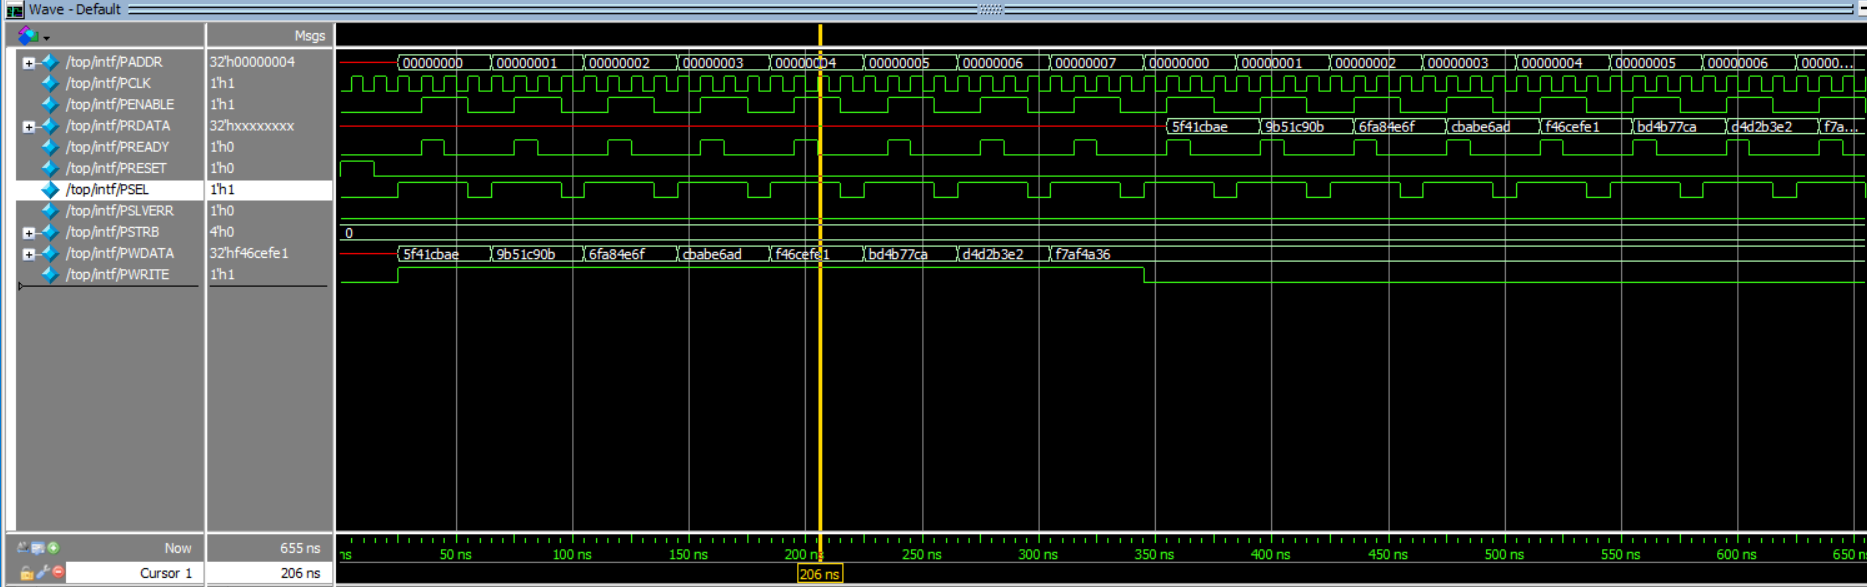 Wave - Default
Msgs
/top/intf/PADDR 32'h00000004 00000000 00000001 00000002 00000003 00000004 00000005 00000006 00000007 00000000 00000001 00000002 00000003 00000004 00000005 00000006 00000...
/top/intf/PCLK 1'h1
/top/intf/PENABLE 1'h1
/top/intf/PRDATA 32'hxxxxxxxx 5f41cbae 9b51c90b 6fa84e6f cbabe6ad f46cefe1 bd4b77ca d4d2b3e2 f7a...
/top/intf/PREADY 1'h0
/top/intf/PRESET 1'h0
/top/intf/PSEL 1'h1
/top/intf/PSLVERR 1'h0
/top/intf/PSTRB 4'h0 0
/top/intf/PWDATA 32'hf46cefe1 5f41cbae 9b51c90b 6fa84e6f cbabe6ad f46cefe1 bd4b77ca d4d2b3e2 f7af4a36
/top/intf/PWRITE 1'h1
Now 655 ns ns 50 ns 100 ns 150 ns 200 ns 250 ns 300 ns 350 ns 400 ns 450 ns 500 ns 550 ns 600 ns 650 n
Cursor 1 206 ns 206 ns